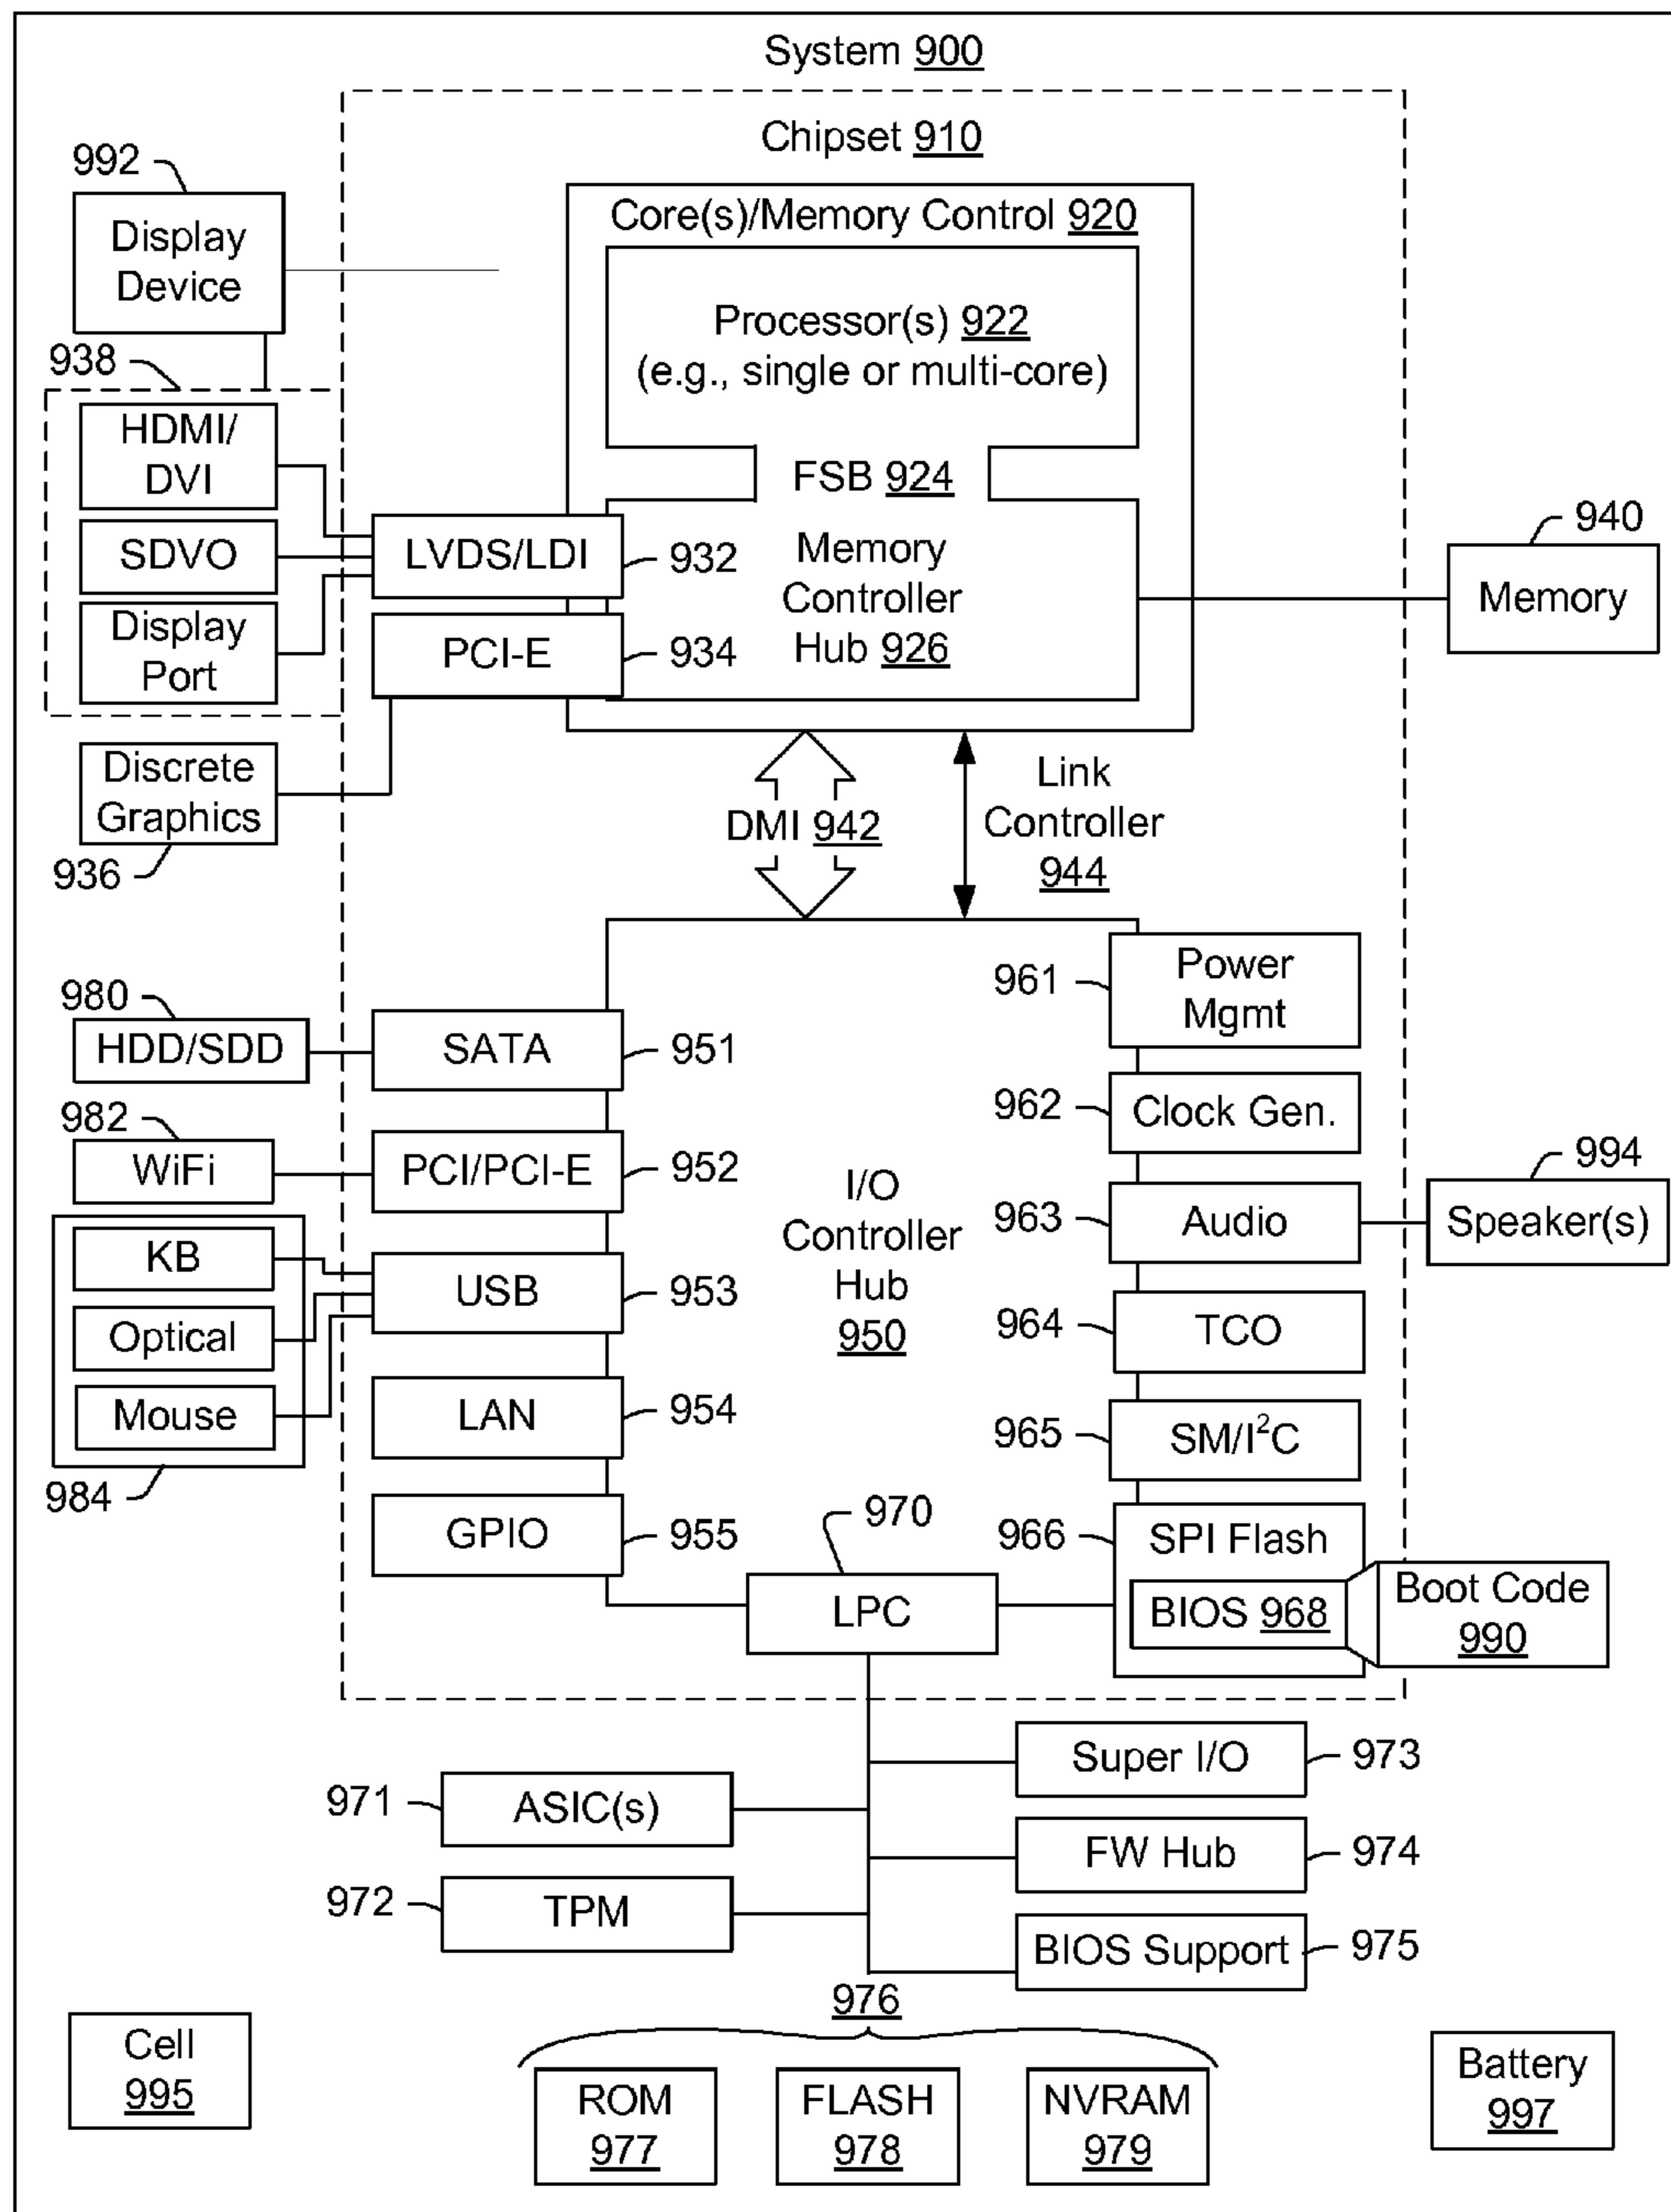 System 900
Chipset 910
992
Display
Device
Core(s)/Memory Control 920
Processor(s) 922
(e.g., single or multi-core)
938
HDMI/
DVI
SDVO
Display
Port
FSB 924
LVDS/LDI
932
PCI-E
934
Memory
Controller
Hub 926
940
Memory
Discrete
Graphics
936
DMI 942
Link
Controller
944
980
HDD/SDD
SATA
951
982
WiFi
PCI/PCI-E
952
KB
Optical
Mouse
984
USB
953
LAN
954
GPIO
955
I/O
Controller
Hub
950
961
Power
Mgmt
962
Clock Gen.
963
Audio
994
Speaker(s)
964
TCO
965
SM/I²C
966
SPI Flash
BIOS 968
Boot Code
990
970
LPC
971
ASIC(s)
972
TPM
Super I/O
973
FW Hub
974
BIOS Support
975
976
Cell
995
ROM
977
FLASH
978
NVRAM
979
Battery
997